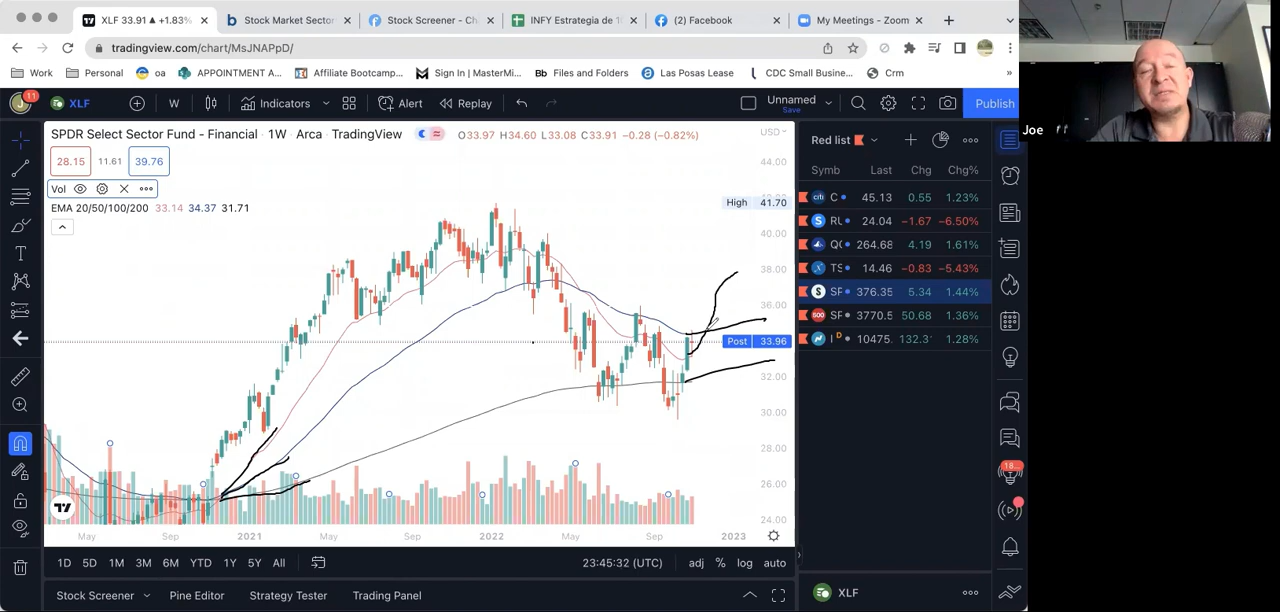 XLF 33.91 ▲ +1.83%
Stock Market Sector
Stock Screener - Ch
INFY Estrategia de 1
(2) Facebook
My Meetings - Zoom
tradingview.com/chart/MsJNAPpD/
Work
Personal
oa
APPOINTMENT A...
Affiliate Bootcamp...
Sign In | MasterMi...
Bb Files and Folders
Las Posas Lease
CDC Small Busine...
Crm
»
J 11
XLF
W
Indicators
Alert
Replay
Unnamed
Save
Publish
Joe
SPDR Select Sector Fund - Financial · 1W · Arca · TradingView
O33.97 H34.60 L33.08 C33.91 −0.28 (−0.82%)
28.15 11.61 39.76
Vol
EMA 20/50/100/200 33.14 34.37 31.71
USD
44.00
High 41.70
40.00
38.00
36.00
Post 33.96
32.00
30.00
28.00
26.00
24.00
May Sep 2021 May Sep 2022 May Sep 2023
1D 5D 1M 3M 6M YTD 1Y 5Y All
23:45:32 (UTC) adj % log auto
Stock Screener Pine Editor Strategy Tester Trading Panel
Red list
Symb Last Chg Chg%
citi C 45.13 0.55 1.23%
RU 24.04 −1.67 −6.50%
QC 264.68 4.19 1.61%
TS 14.46 −0.83 −5.43%
SF 376.35 5.34 1.44%
500 SF 3770.5 50.68 1.36%
I D 10475. 132.3 1.28%
XLF